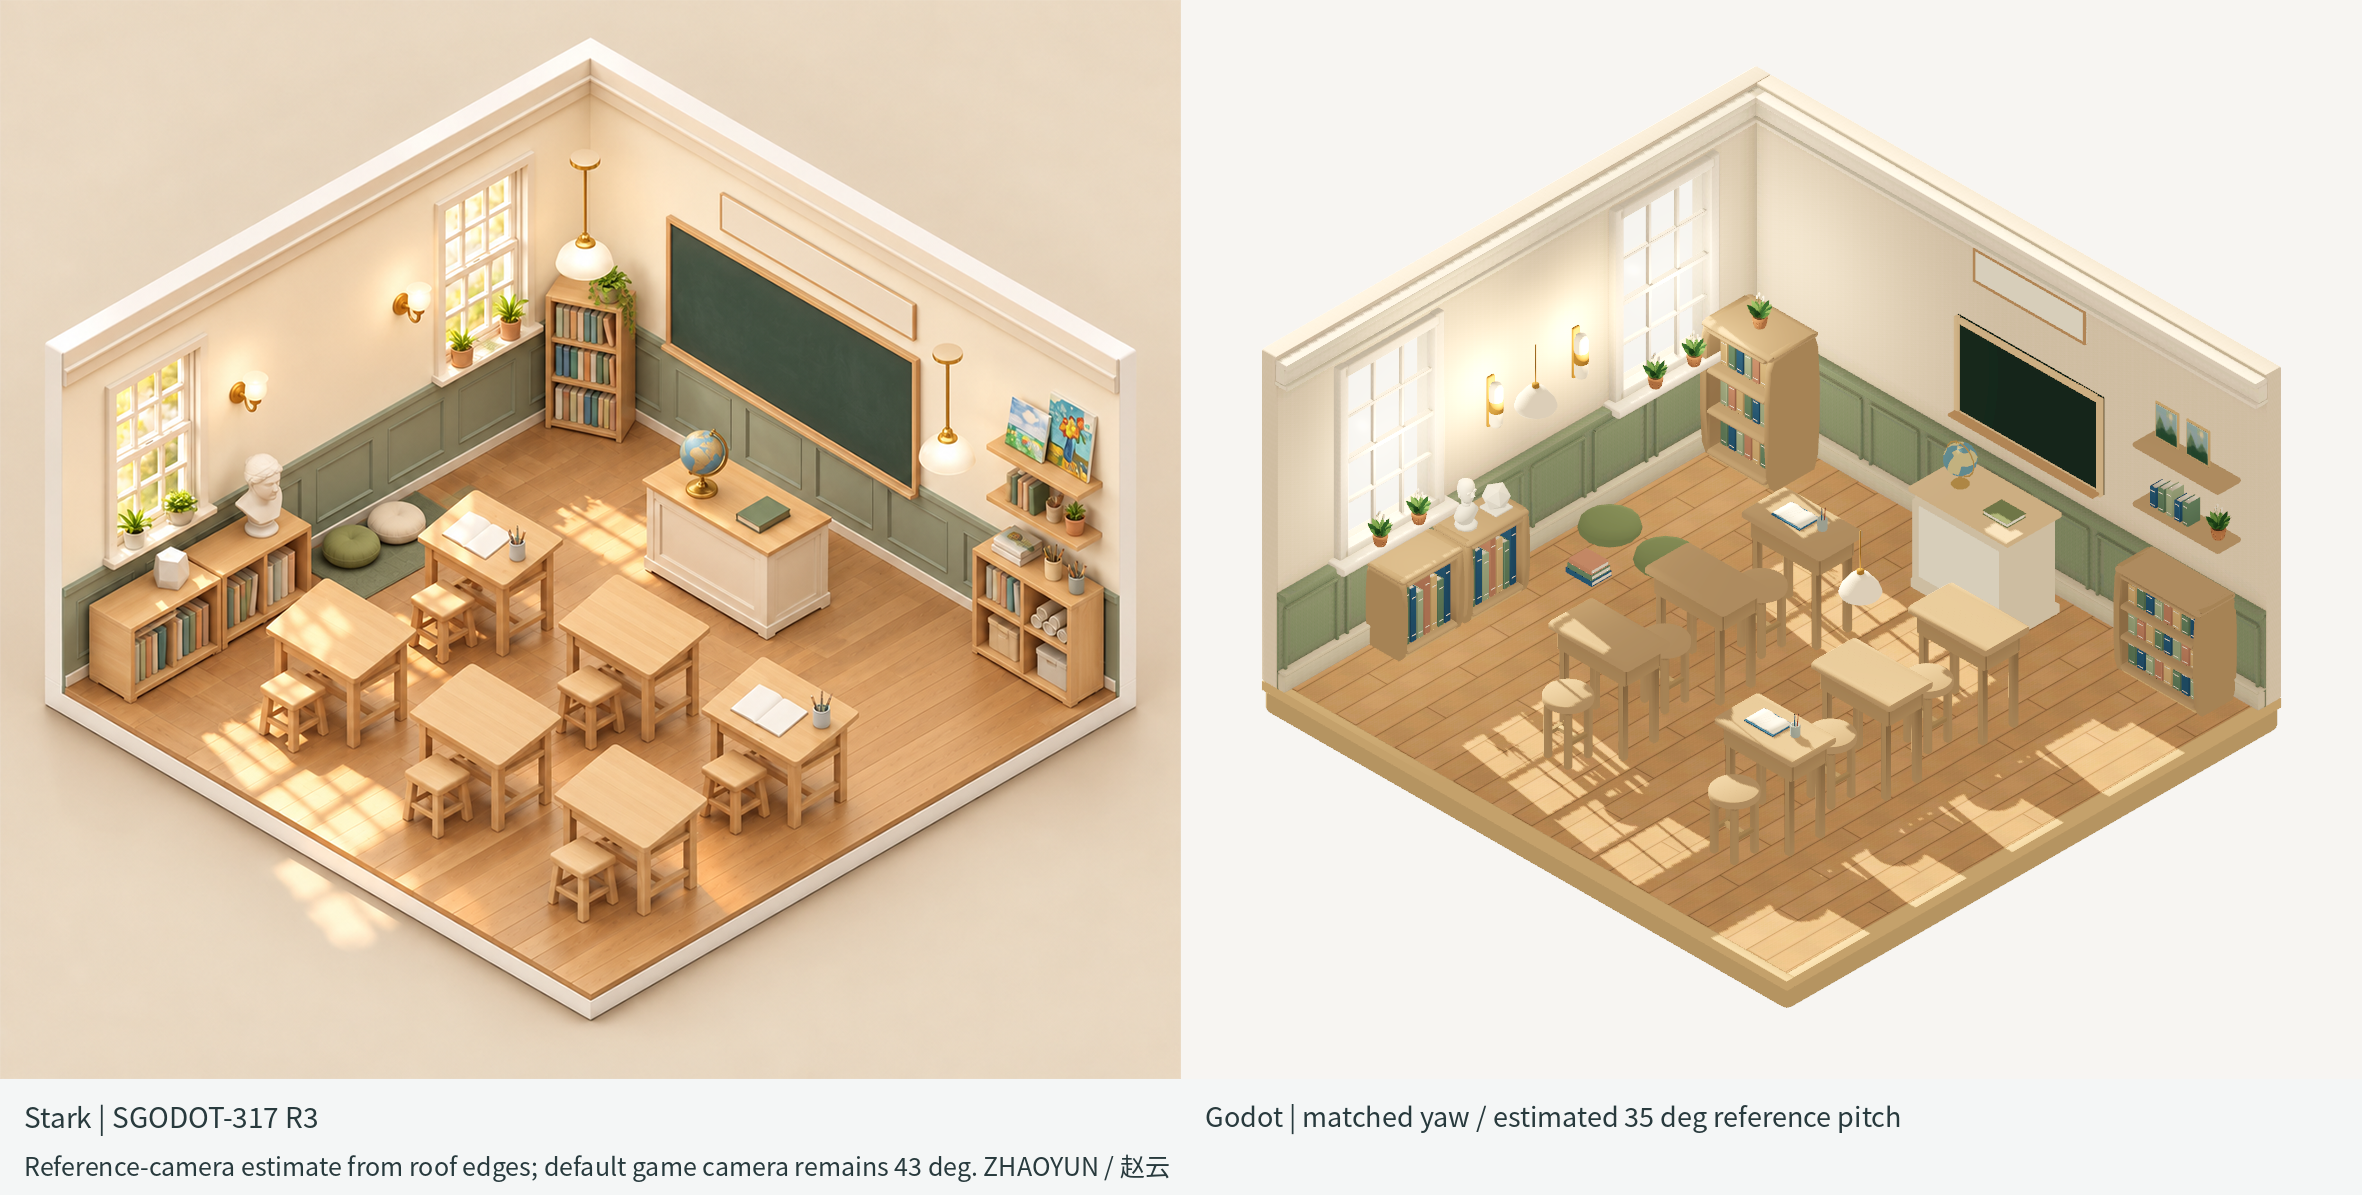 Stark | SGODOT-317 R3
Godot | matched yaw / estimated 35 deg reference pitch
Reference-camera estimate from roof edges; default game camera remains 43 deg. ZHAOYUN / 赵云